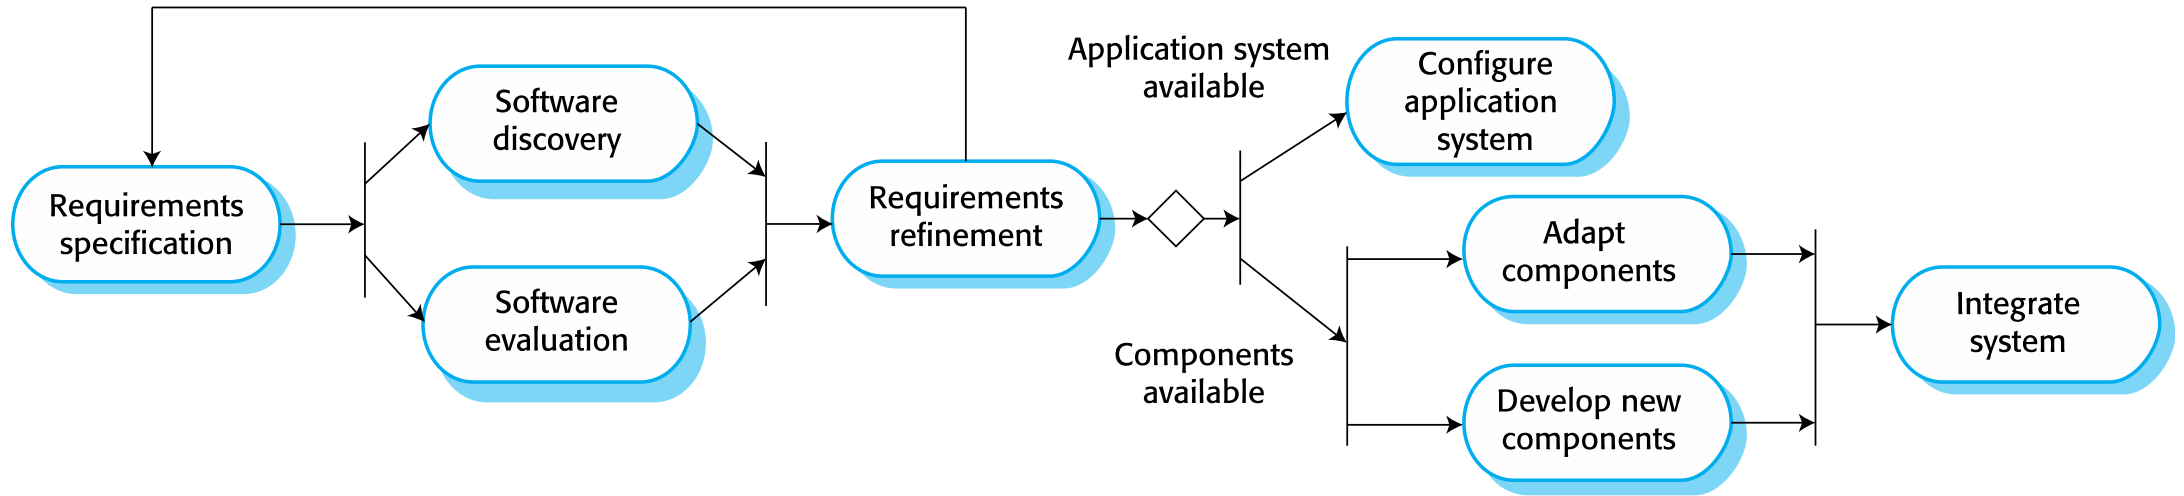 Requirements
specification
Software
discovery
Software
evaluation
Requirements
refinement
Application system
available
Configure
application
system
Components
available
Adapt
components
Develop new
components
Integrate
system